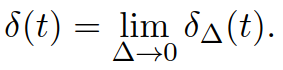 δ(t) = lim_{Δ→0} δ_Δ(t).